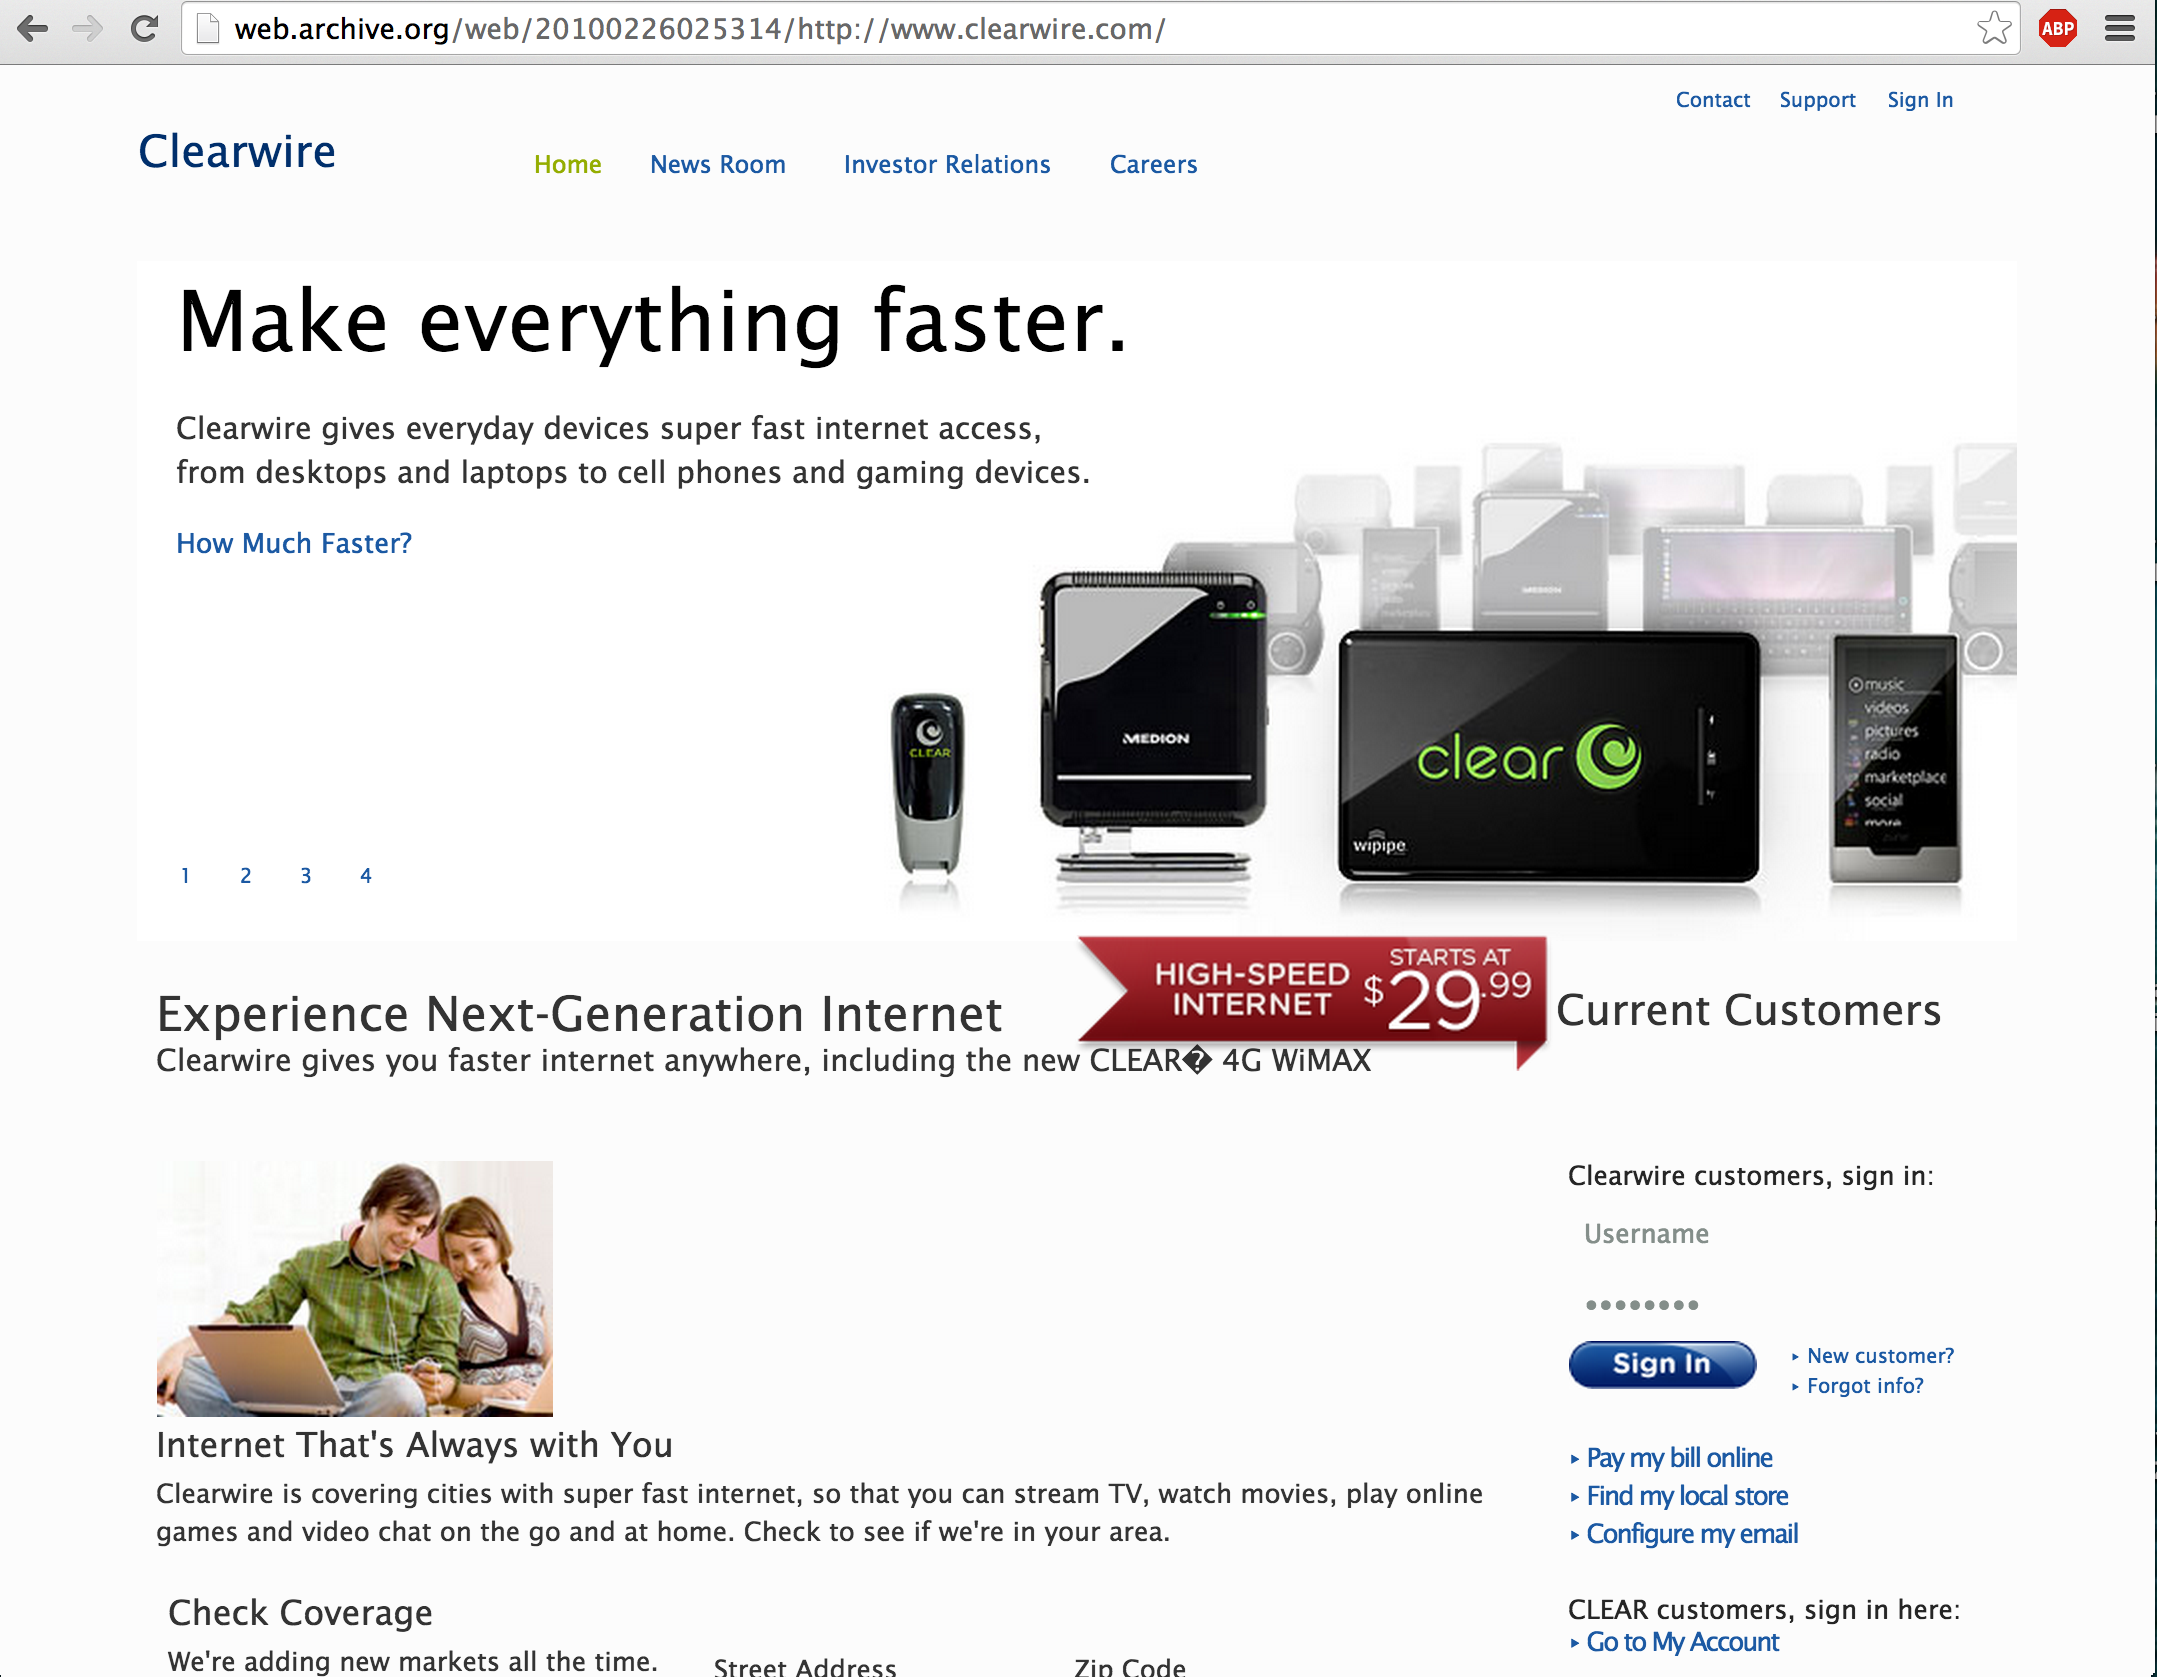 web.archive.org/web/20100226025314/http://www.clearwire.com/
ABP
Contact Support Sign In
Clearwire
Home News Room Investor Relations Careers
Make everything faster.
Clearwire gives everyday devices super fast internet access,
from desktops and laptops to cell phones and gaming devices.
How Much Faster?
CLEAR
MEDION
MEDION
clear
wipipe
music
videos
pictures
radio
marketplace
social
more
1 2 3 4
HIGH-SPEED
INTERNET
STARTS AT
$29.99
Experience Next-Generation Internet
Clearwire gives you faster internet anywhere, including the new CLEAR� 4G WiMAX
Current Customers
Clearwire customers, sign in:
Username
••••••••
Sign In
New customer?
Forgot info?
Pay my bill online
Find my local store
Configure my email
CLEAR customers, sign in here:
Go to My Account
Internet That's Always with You
Clearwire is covering cities with super fast internet, so that you can stream TV, watch movies, play online
games and video chat on the go and at home. Check to see if we're in your area.
Check Coverage
We're adding new markets all the time.
Street Address Zip Code